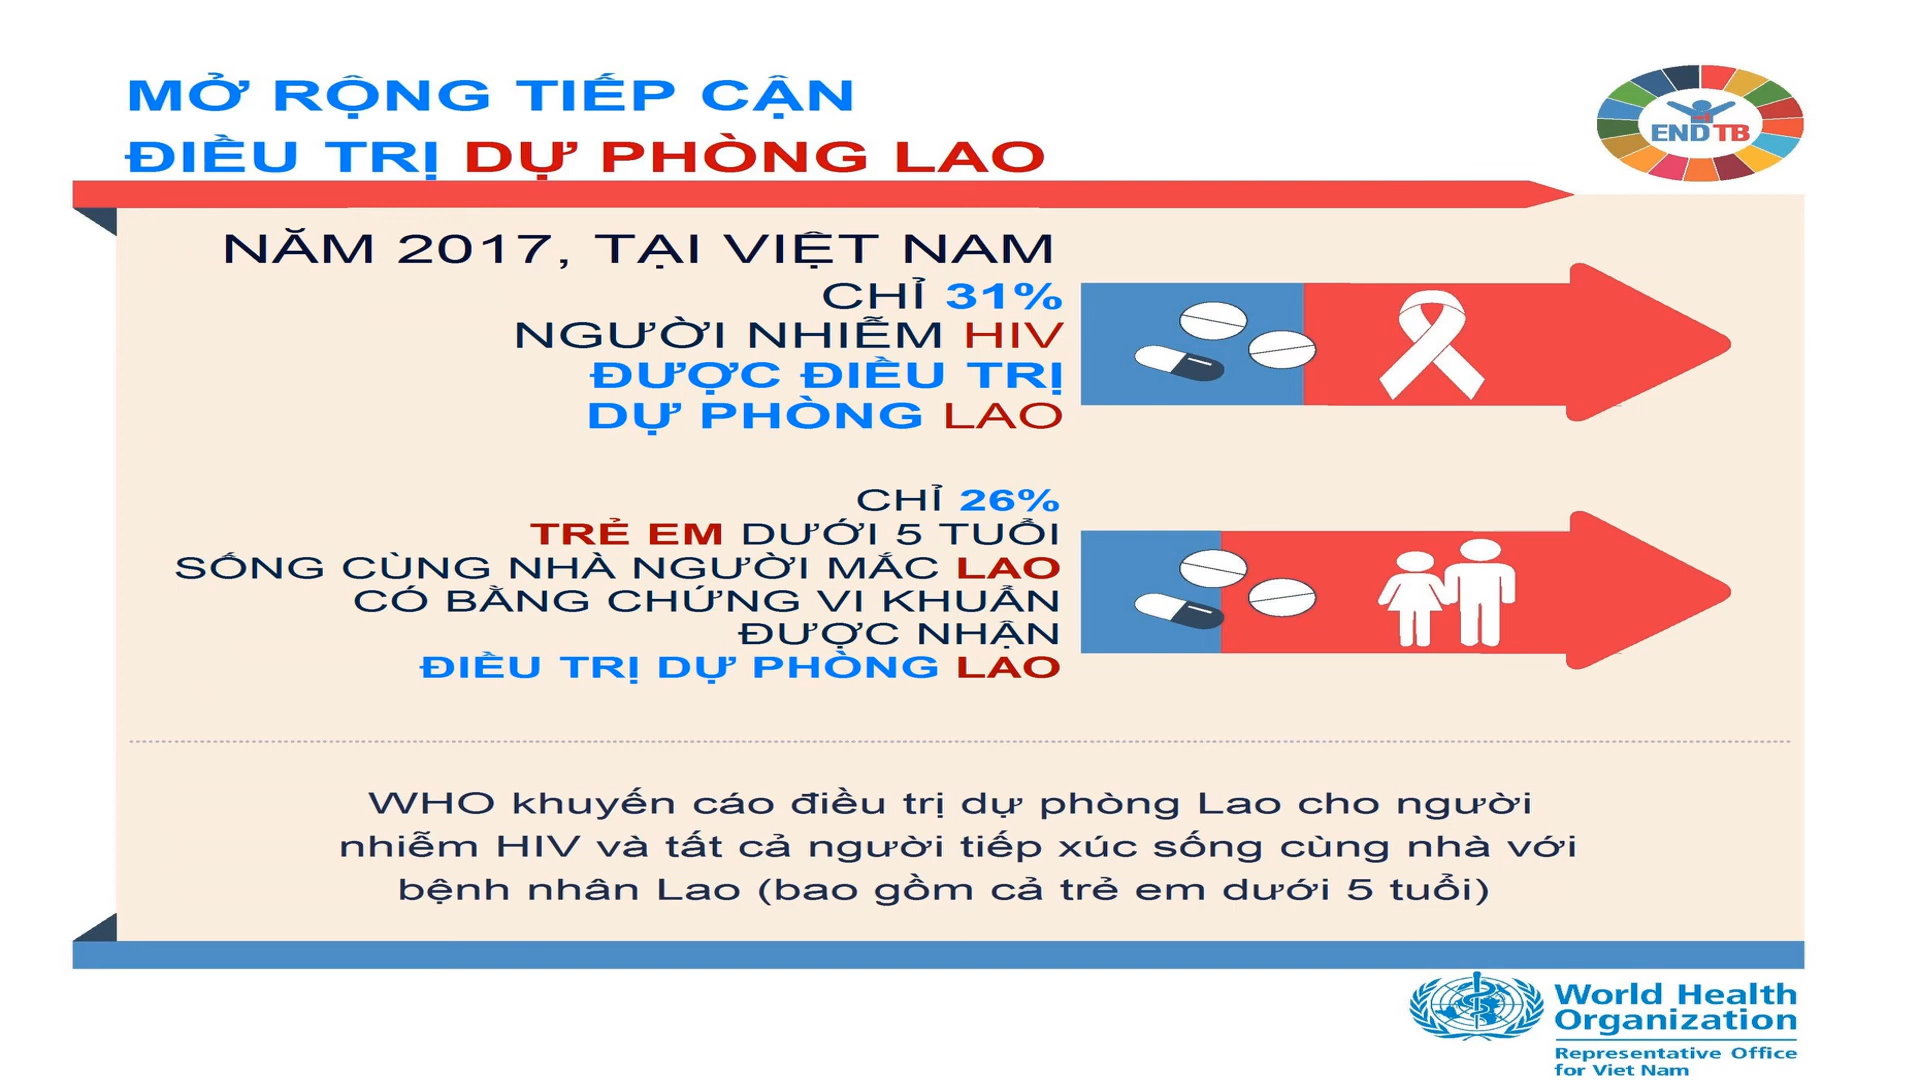 MỞ RỘNG TIẾP CẬN
ĐIỀU TRỊ DỰ PHÒNG LAO
END TB
NĂM 2017, TẠI VIỆT NAM
CHỈ 31%
NGƯỜI NHIỄM HIV
ĐƯỢC ĐIỀU TRỊ
DỰ PHÒNG LAO
CHỈ 26%
TRẺ EM DƯỚI 5 TUỔI
SỐNG CÙNG NHÀ NGƯỜI MẮC LAO
CÓ BẰNG CHỨNG VI KHUẨN
ĐƯỢC NHẬN
ĐIỀU TRỊ DỰ PHÒNG LAO
WHO khuyến cáo điều trị dự phòng Lao cho người
nhiễm HIV và tất cả người tiếp xúc sống cùng nhà với
bệnh nhân Lao (bao gồm cả trẻ em dưới 5 tuổi)
World Health
Organization
Representative Office
for Viet Nam